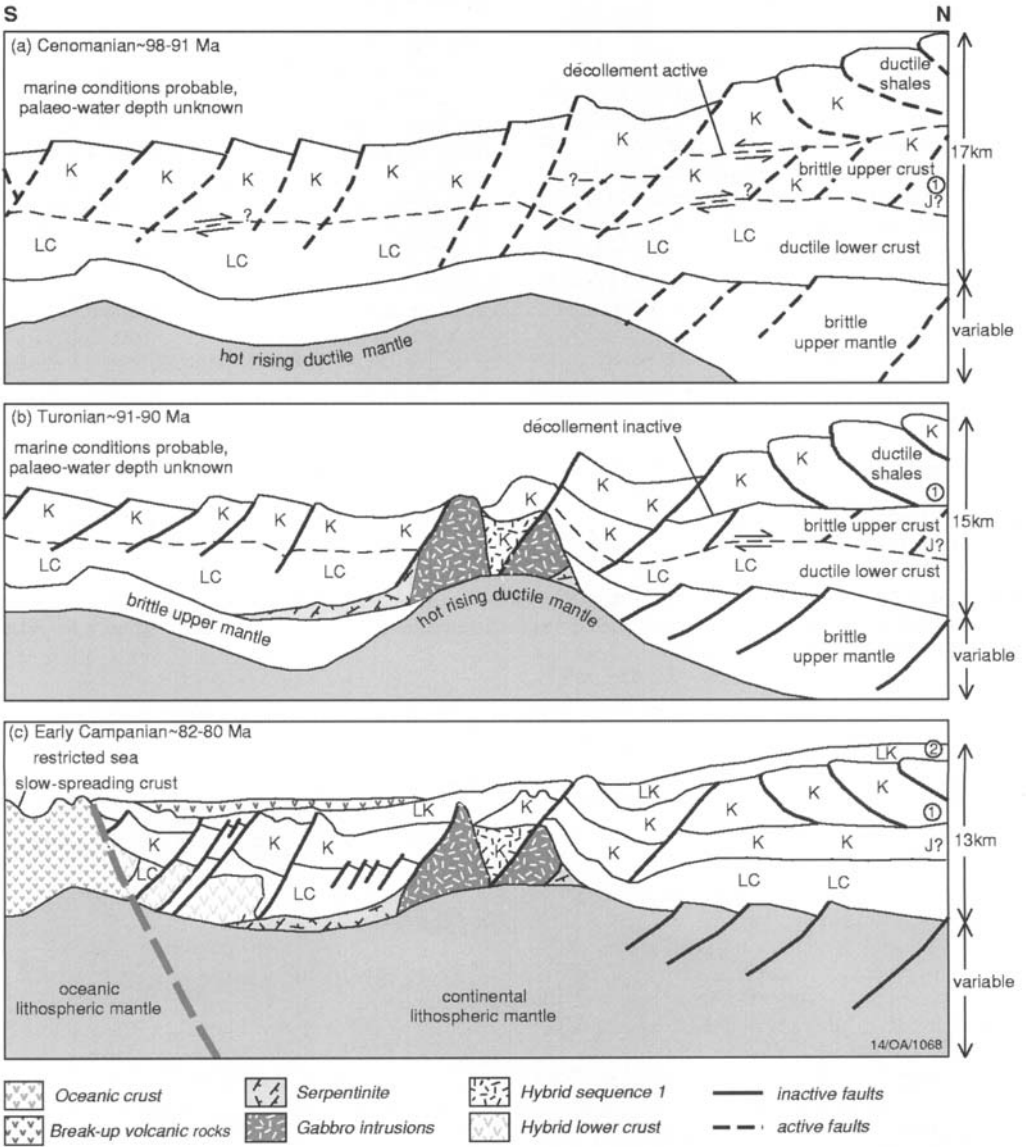 S
N
(a) Cenomanian~98-91 Ma
marine conditions probable,
palaeo-water depth unknown
décollement active
ductile
shales
K
K
K
K
K
K
K
K
K
K
K
K
brittle upper crust
17km
1
J?
?
?
?
LC
LC
LC
LC
LC
ductile lower crust
hot rising ductile mantle
brittle
upper mantle
variable
(b) Turonian~91-90 Ma
marine conditions probable,
palaeo-water depth unknown
décollement inactive
ductile
shales
K
K
K
K
K
K
K
K
K
K
K
K
K
1
15km
brittle upper crust
J?
LC
LC
LC
LC
LC
ductile lower crust
brittle upper mantle
hot rising ductile mantle
brittle
upper mantle
variable
(c) Early Campanian~82-80 Ma
restricted sea
slow-spreading crust
LK
LK
LK
2
K
K
K
K
K
K
K
K
K
K
1
J?
13km
LC
LC
LC
LC
oceanic
lithospheric mantle
continental
lithospheric mantle
variable
14/OA/1068
Oceanic crust
Serpentinite
Hybrid sequence 1
inactive faults
Break-up volcanic rocks
Gabbro intrusions
Hybrid lower crust
active faults